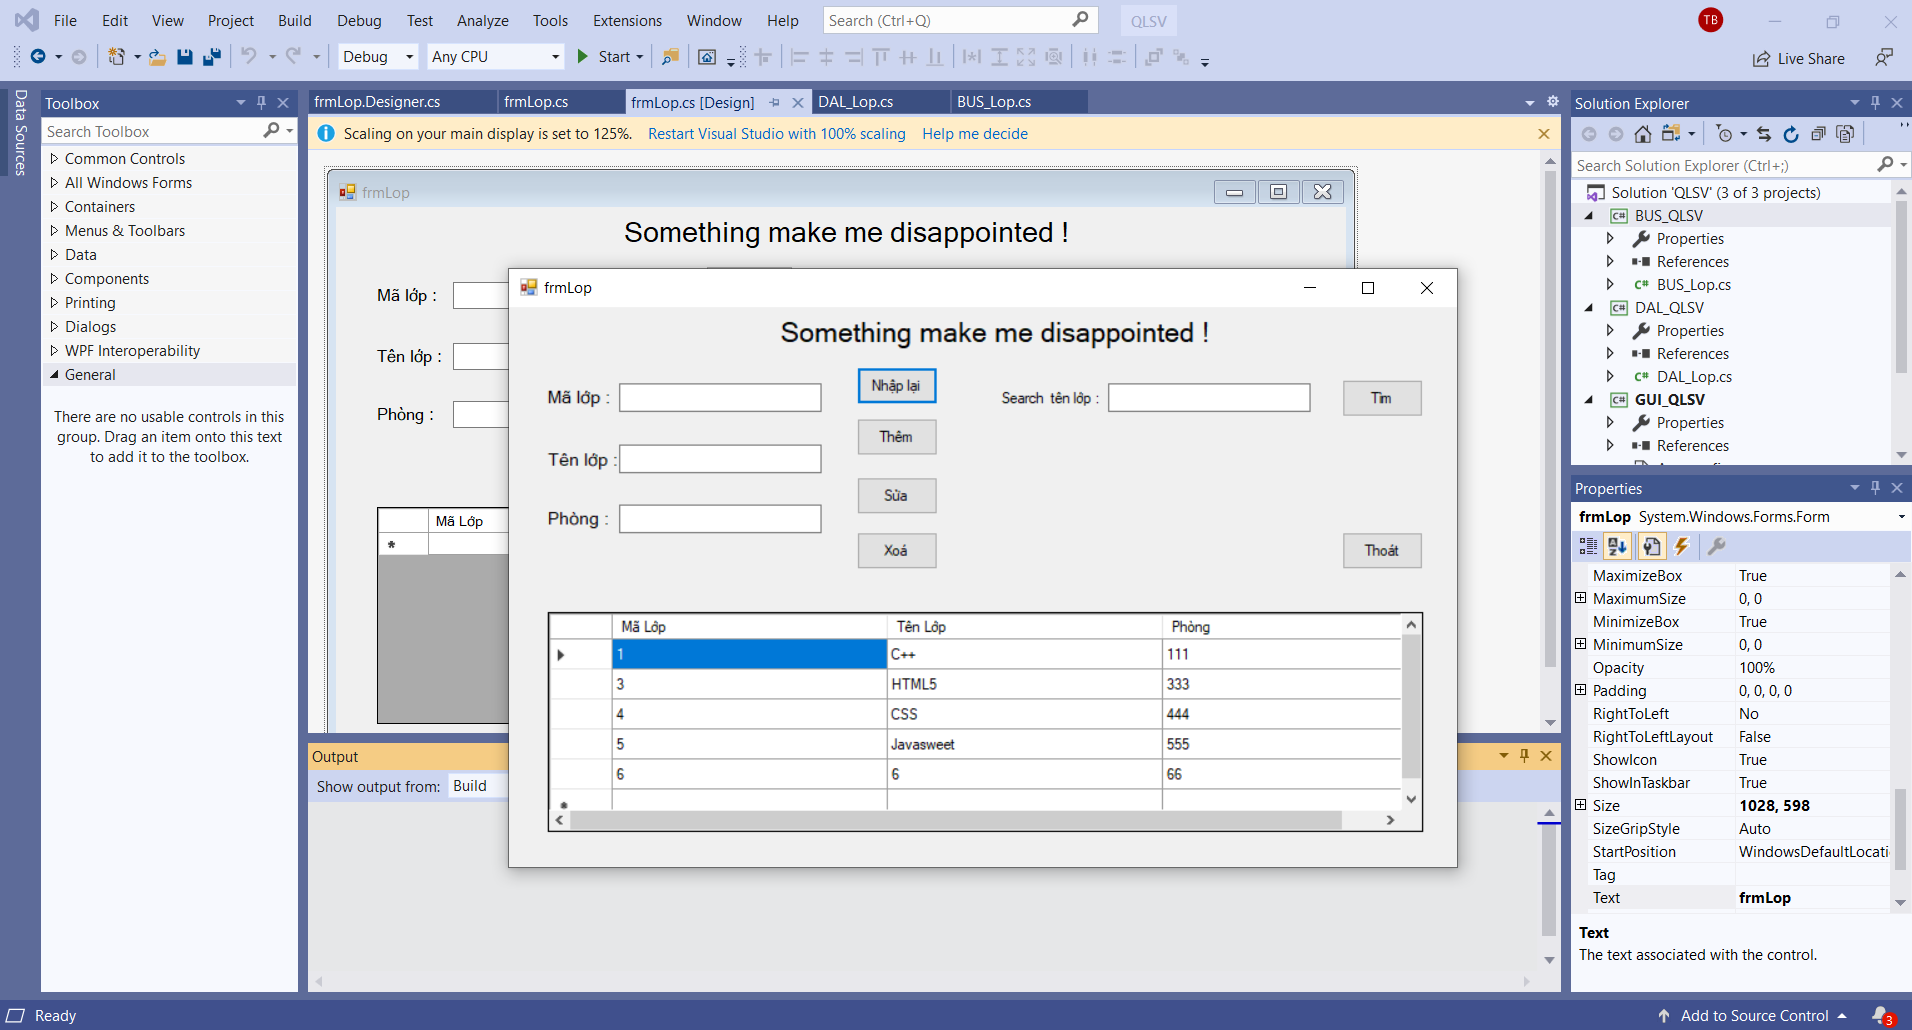 File Edit View Project Build Debug Test Analyze Tools Extensions Window Help Search (Ctrl+Q) QLSV TB
Debug Any CPU Start Live Share
Data Sources
Toolbox
Search Toolbox
Common Controls
All Windows Forms
Containers
Menus & Toolbars
Data
Components
Printing
Dialogs
WPF Interoperability
General
There are no usable controls in this
group. Drag an item onto this text
to add it to the toolbox.
frmLop.Designer.cs frmLop.cs frmLop.cs [Design] DAL_Lop.cs BUS_Lop.cs
Scaling on your main display is set to 125%. Restart Visual Studio with 100% scaling Help me decide
frmLop
Something make me disappointed !
Mã lớp :
Tên lớp :
Phòng :
Mã Lớp
*
frmLop
Something make me disappointed !
Mã lớp : Nhập lại Search tên lớp : Tìm
Thêm
Tên lớp :
Sửa
Phòng :
Xoá Thoát
Mã Lớp Tên Lớp Phòng
1 C++ 111
3 HTML5 333
4 CSS 444
5 Javasweet 555
6 6 66
*
Output
Show output from: Build
Solution Explorer
Search Solution Explorer (Ctrl+;)
Solution 'QLSV' (3 of 3 projects)
BUS_QLSV
Properties
References
BUS_Lop.cs
DAL_QLSV
Properties
References
DAL_Lop.cs
GUI_QLSV
Properties
References
Properties
frmLop System.Windows.Forms.Form
MaximizeBox True
MaximumSize 0, 0
MinimizeBox True
MinimumSize 0, 0
Opacity 100%
Padding 0, 0, 0, 0
RightToLeft No
RightToLeftLayout False
ShowIcon True
ShowInTaskbar True
Size 1028, 598
SizeGripStyle Auto
StartPosition WindowsDefaultLocati
Tag
Text frmLop
Text
The text associated with the control.
Ready Add to Source Control 3